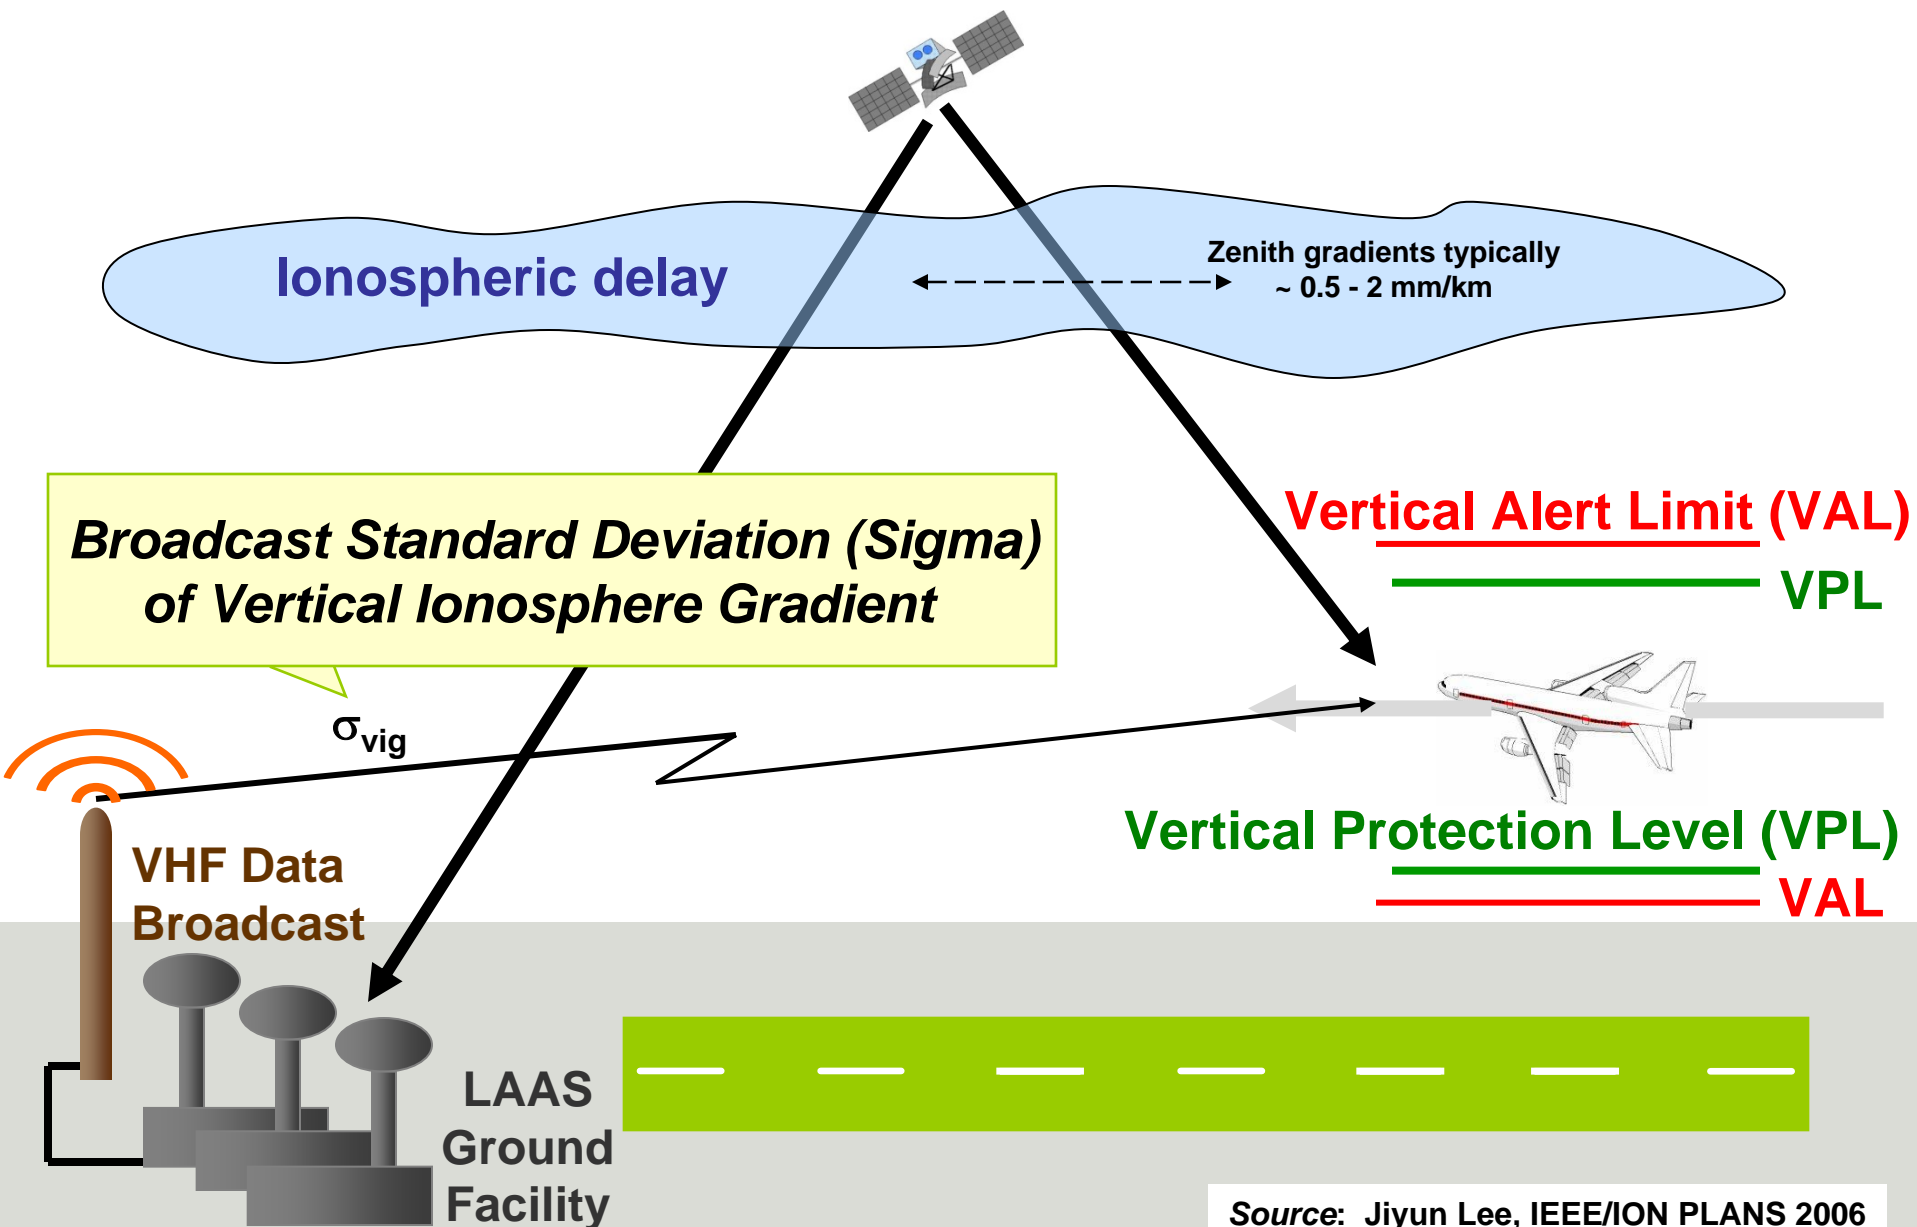 Ionospheric delay
Zenith gradients typically
~ 0.5 - 2 mm/km
Broadcast Standard Deviation (Sigma)
of Vertical Ionosphere Gradient
Vertical Alert Limit (VAL)
VPL
σvig
Vertical Protection Level (VPL)
VAL
VHF Data
Broadcast
LAAS
Ground
Facility
Source: Jiyun Lee, IEEE/ION PLANS 2006